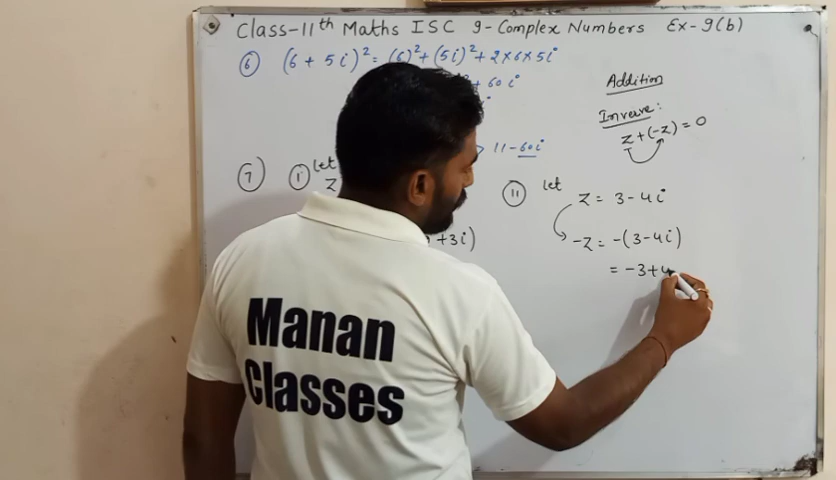 Class-11th Maths ISC 9-Complex Numbers Ex-9(b)
⑥ (6 + 5i)² = (6)² + (5i)² + 2×6×5i
+ 60i
11-60i
Addition
Inverse:
z+(-z) = 0
⑦ ⓘ let
z
+3i)
ⓘⓘ let
z = 3-4i
-z = -(3-4i)
= -3+4
Manan
Classes